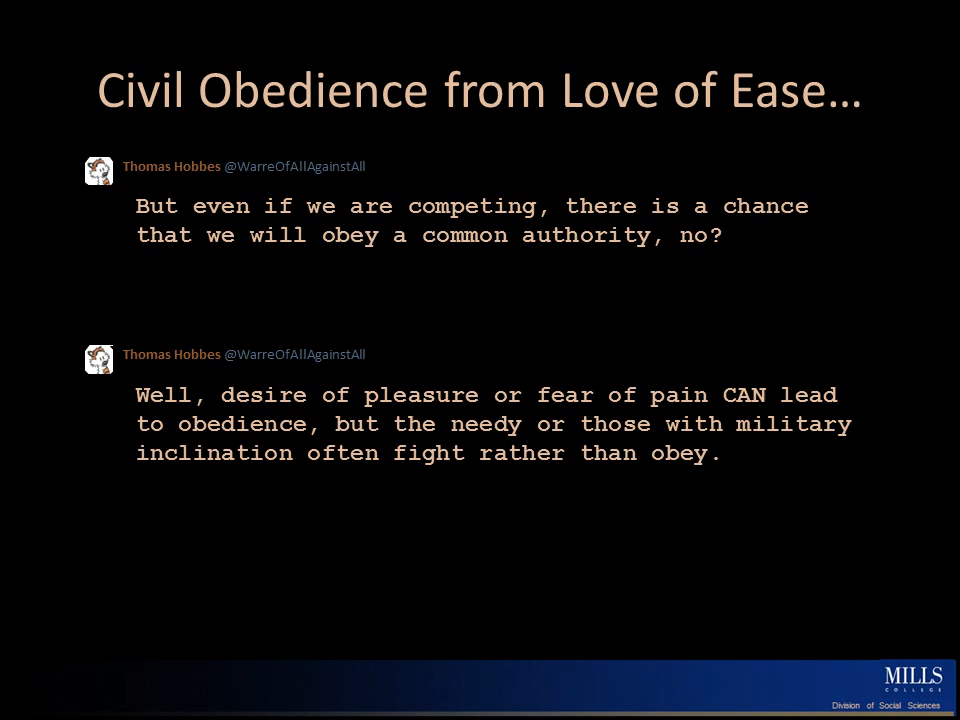 Civil Obedience from Love of Ease…
Thomas Hobbes @WarreOfAllAgainstAll
But even if we are competing, there is a chance
that we will obey a common authority, no?
Thomas Hobbes @WarreOfAllAgainstAll
Well, desire of pleasure or fear of pain CAN lead
to obedience, but the needy or those with military
inclination often fight rather than obey.
MILLS
COLLEGE
Division of Social Sciences